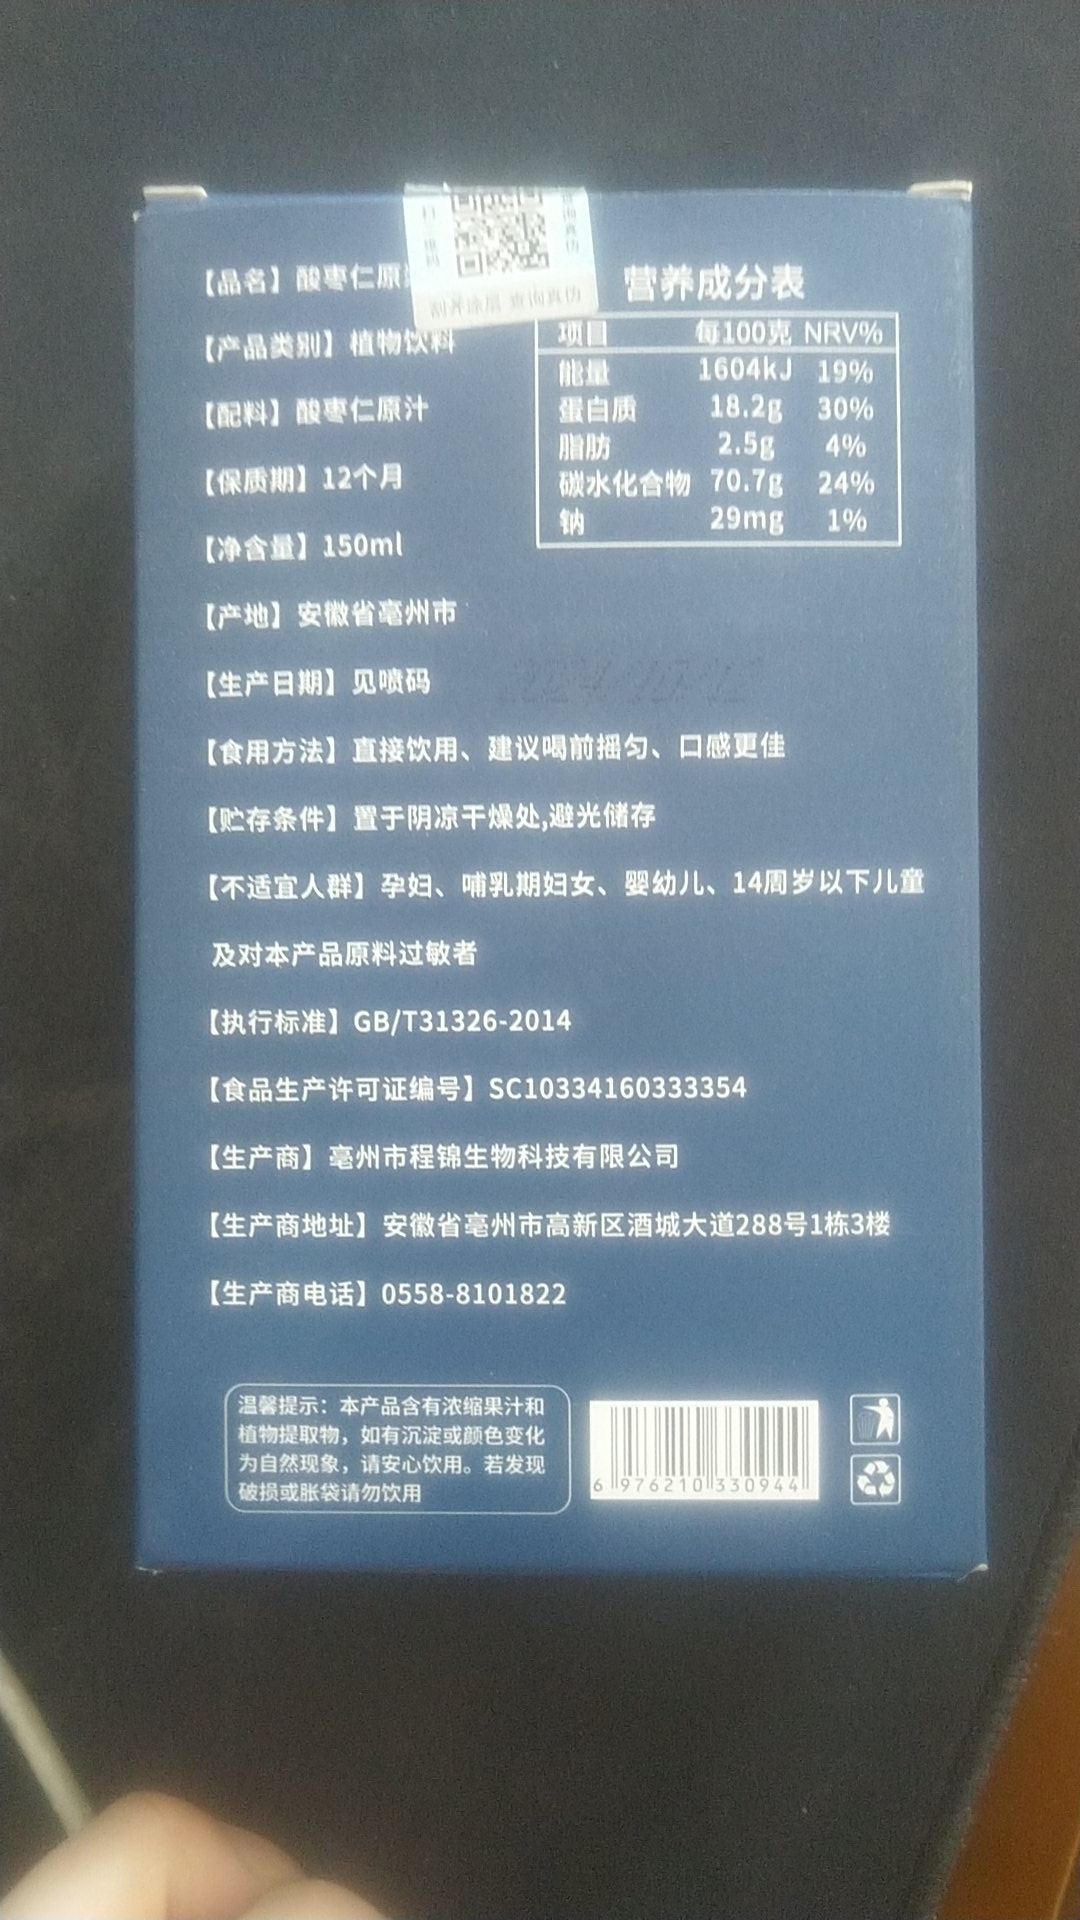 【品名】酸枣仁原
刮开涂层 查询真伪
【产品类别】植物饮料
【配料】酸枣仁原汁
【保质期】12个月
【净含量】150ml
营养成分表
项目 每100克 NRV%
能量 1604kJ 19%
蛋白质 18.2g 30%
脂肪 2.5g 4%
碳水化合物 70.7g 24%
钠 29mg 1%
【产地】安徽省亳州市
【生产日期】见喷码
【食用方法】直接饮用、建议喝前摇匀、口感更佳
【贮存条件】置于阴凉干燥处,避光储存
【不适宜人群】孕妇、哺乳期妇女、婴幼儿、14周岁以下儿童
及对本产品原料过敏者
【执行标准】GB/T31326-2014
【食品生产许可证编号】SC10334160333354
【生产商】亳州市程锦生物科技有限公司
【生产商地址】安徽省亳州市高新区酒城大道288号1栋3楼
【生产商电话】0558-8101822
温馨提示：本产品含有浓缩果汁和
植物提取物，如有沉淀或颜色变化
为自然现象，请安心饮用。若发现
破损或胀袋请勿饮用
6 976210 330944